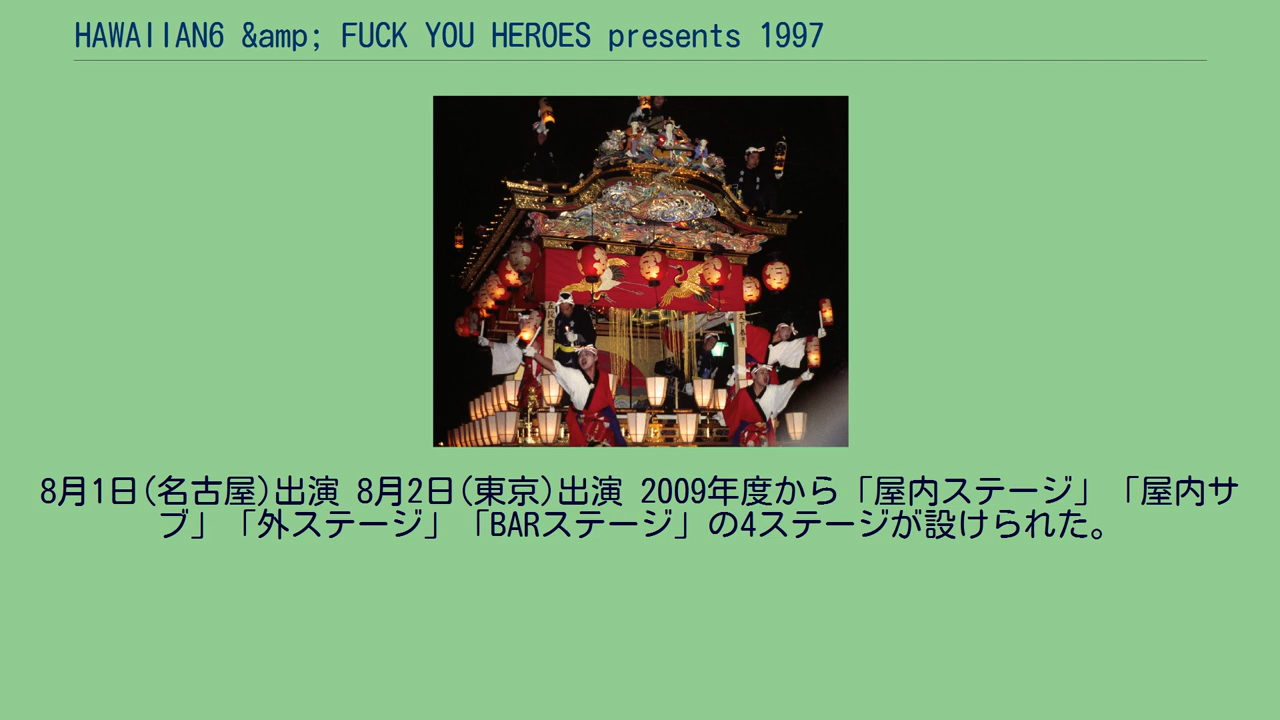 HAWAIIAN6 &amp; FUCK YOU HEROES presents 1997
8月1日(名古屋)出演 8月2日(東京)出演 2009年度から「屋内ステージ」「屋内サ
ブ」「外ステージ」「BARステージ」の4ステージが設けられた。